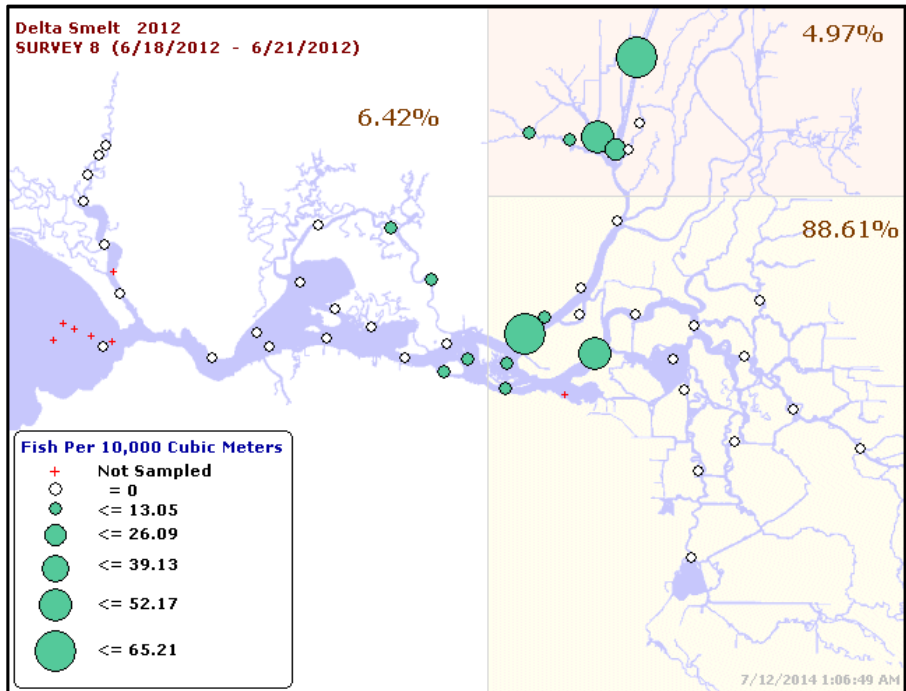 Delta Smelt 2012
SURVEY 8 (6/18/2012 - 6/21/2012)
4.97%
6.42%
88.61%
Fish Per 10,000 Cubic Meters
Not Sampled
= 0
<= 13.05
<= 26.09
<= 39.13
<= 52.17
<= 65.21
7/12/2014 1:06:49 AM